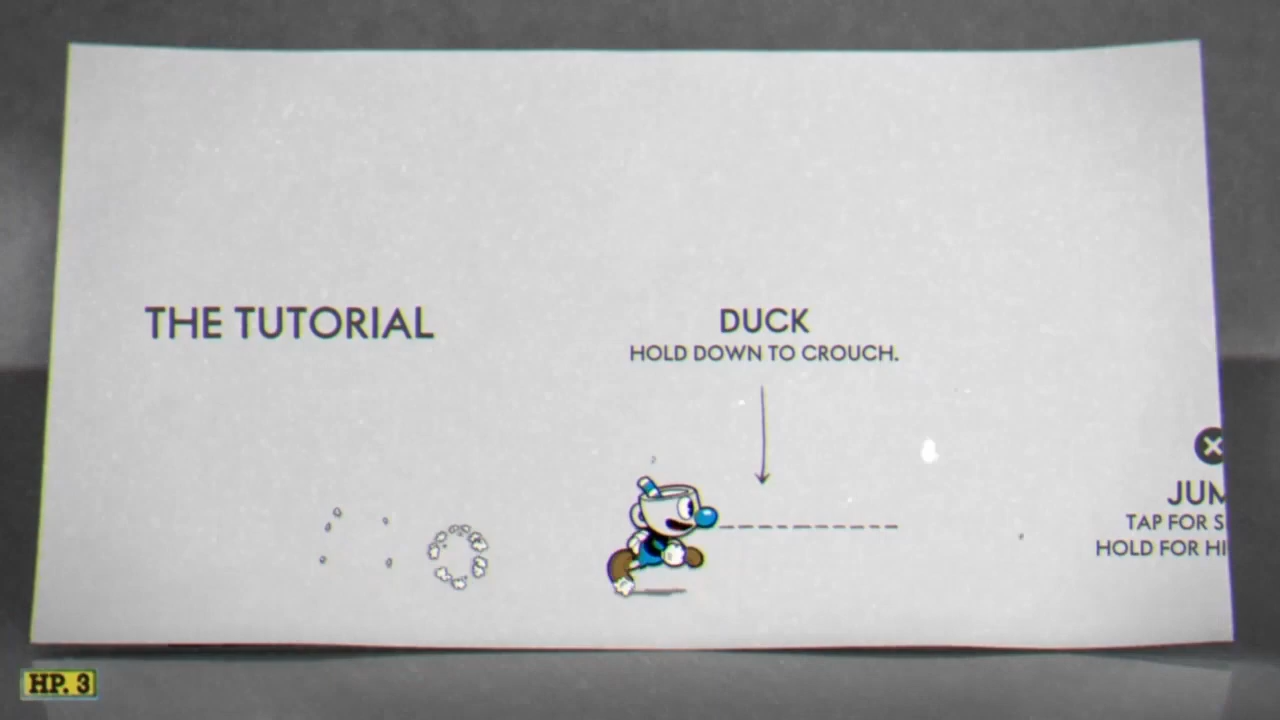 THE TUTORIAL
DUCK
HOLD DOWN TO CROUCH.
JUM
TAP FOR S
HOLD FOR HI
HP. 3